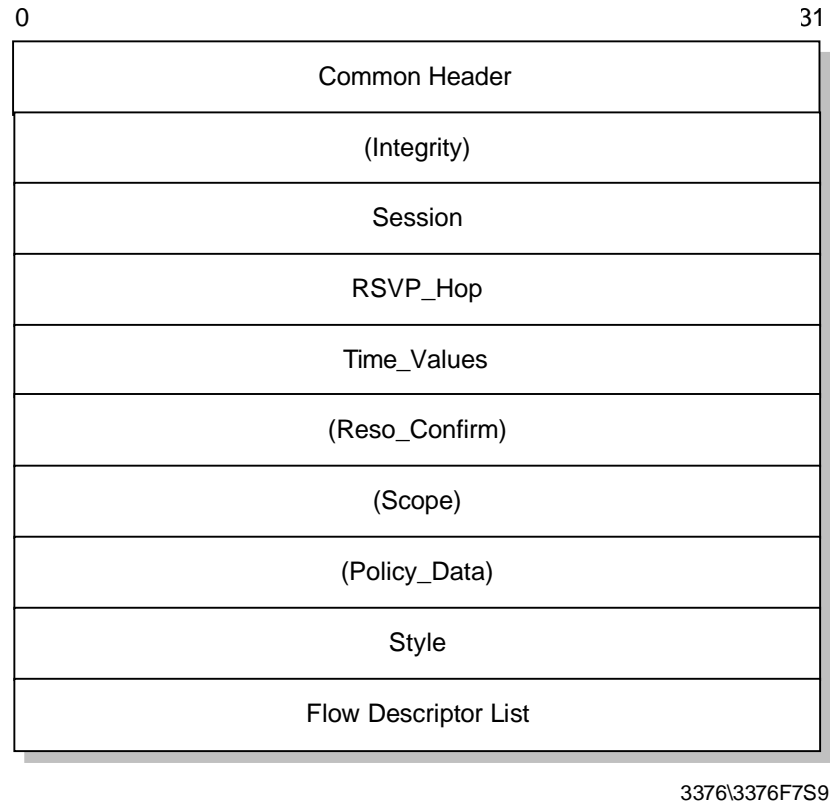 0 31
Common Header
(Integrity)
Session
RSVP_Hop
Time_Values
(Reso_Confirm)
(Scope)
(Policy_Data)
Style
Flow Descriptor List
3376\3376F7S9